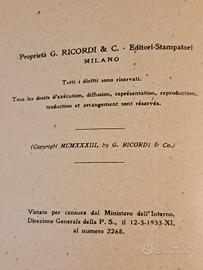 Proprietà G. RICORDI & C. - Editori-Stampatori
MILANO
Tutti i diritti sono riservati.
Tous les droits d'exécution, diffusion, représentation, reproduction,
traduction et arrangement sont réservés.
(Copyright MCMXXXIII, by G. RICORDI & Co.)
Vistato per censura dal Ministero dell'Interno,
Direzione Generale della P. S., il 12-3-1933-XI,
al numero 2268.
subito